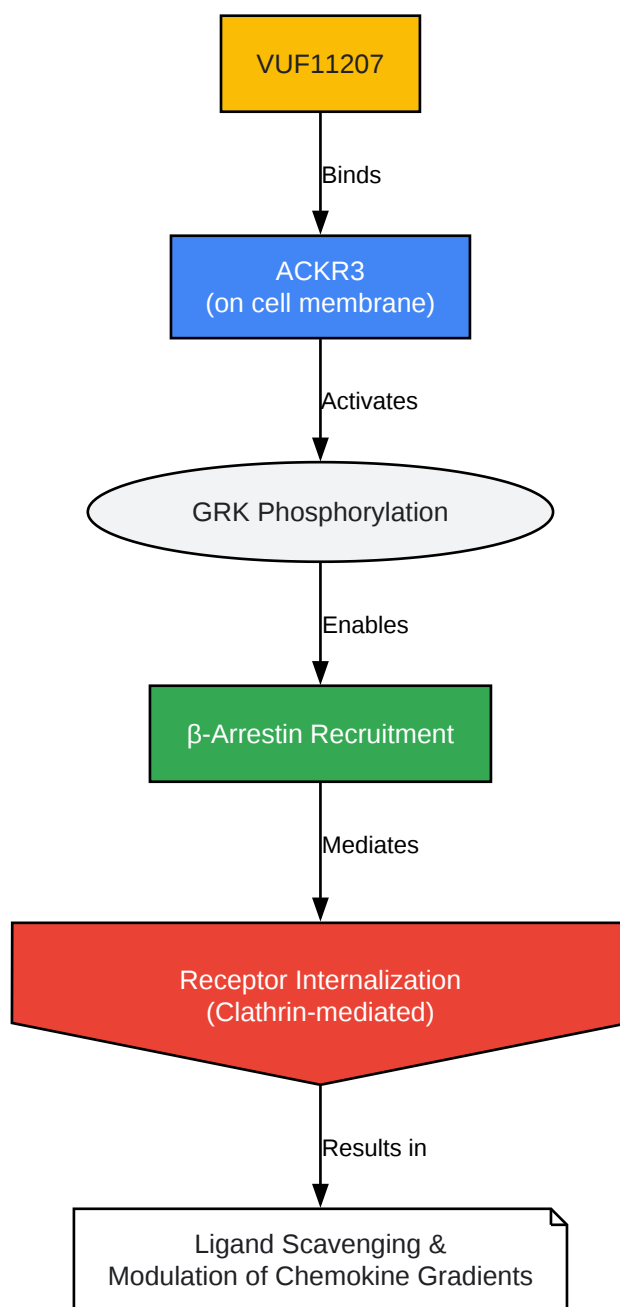 VUF11207
Binds
ACKR3
(on cell membrane)
Activates
GRK Phosphorylation
Enables
β-Arrestin Recruitment
Mediates
Receptor Internalization
(Clathrin-mediated)
Results in
Ligand Scavenging &
Modulation of Chemokine Gradients